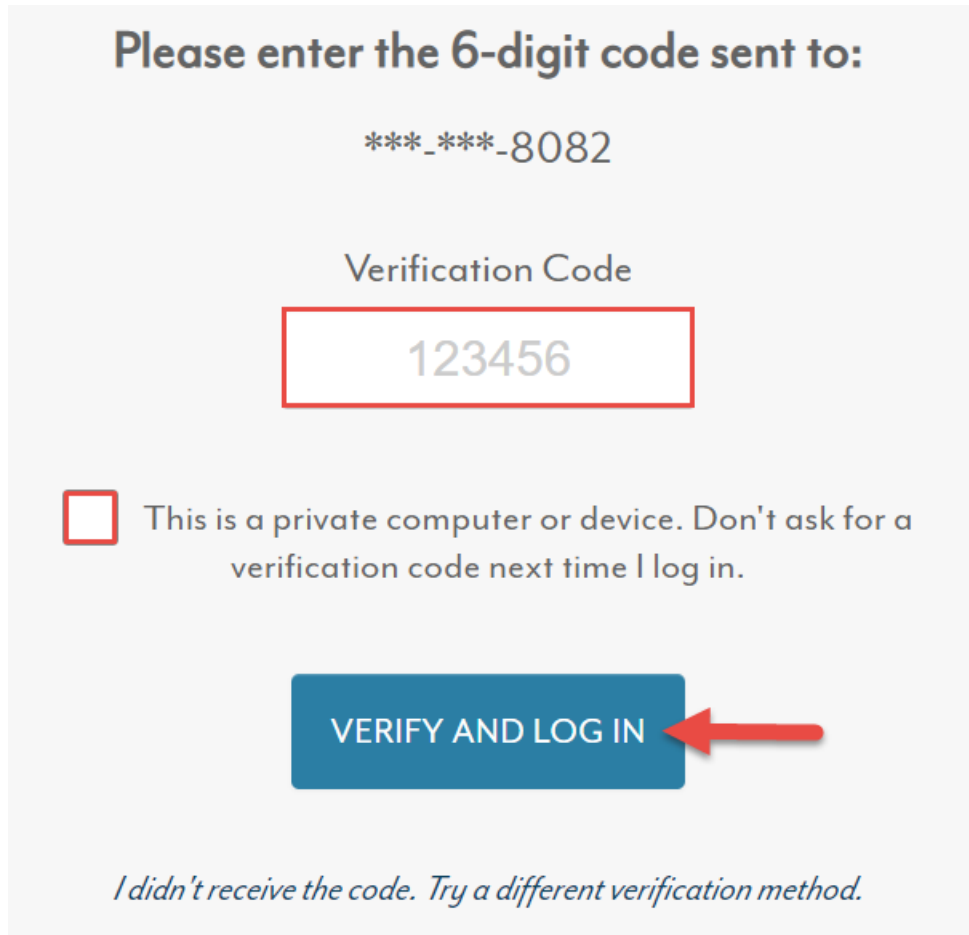 Please enter the 6-digit code sent to:
***-***-8082
Verification Code
123456
This is a private computer or device. Don't ask for a
verification code next time I log in.
VERIFY AND LOG IN
I didn't receive the code. Try a different verification method.